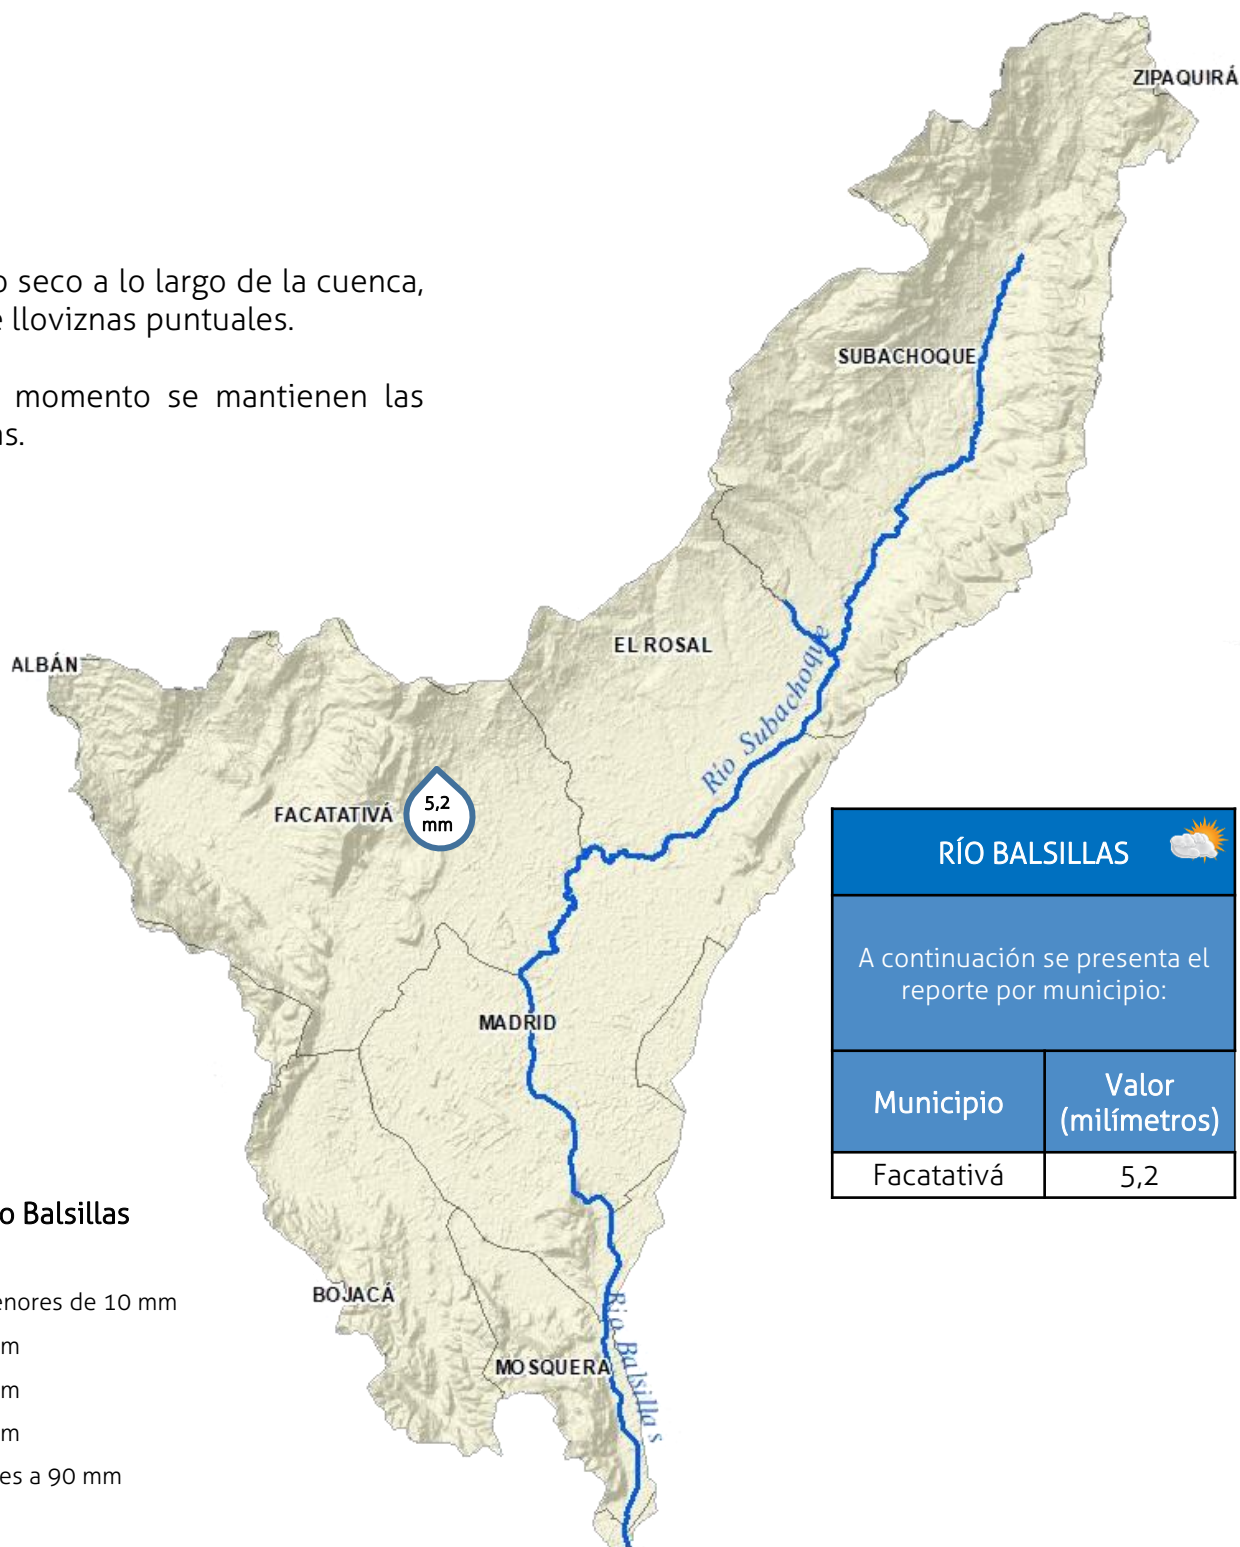 o seco a lo largo de la cuenca,
e lloviznas puntuales.
momento se mantienen las
as.
ZIPAQUIRÁ
SUBACHOQUE
EL ROSAL
ALBÁN
Río Subachoque
FACATATIVÁ
5,2
mm
MADRID
BOJACÁ
MOSQUERA
Río Balsillas
RÍO BALSILLAS
A continuación se presenta el
reporte por municipio:
Municipio
Valor
(milímetros)
Facatativá
5,2
o Balsillas
enores de 10 mm
m
m
m
es a 90 mm